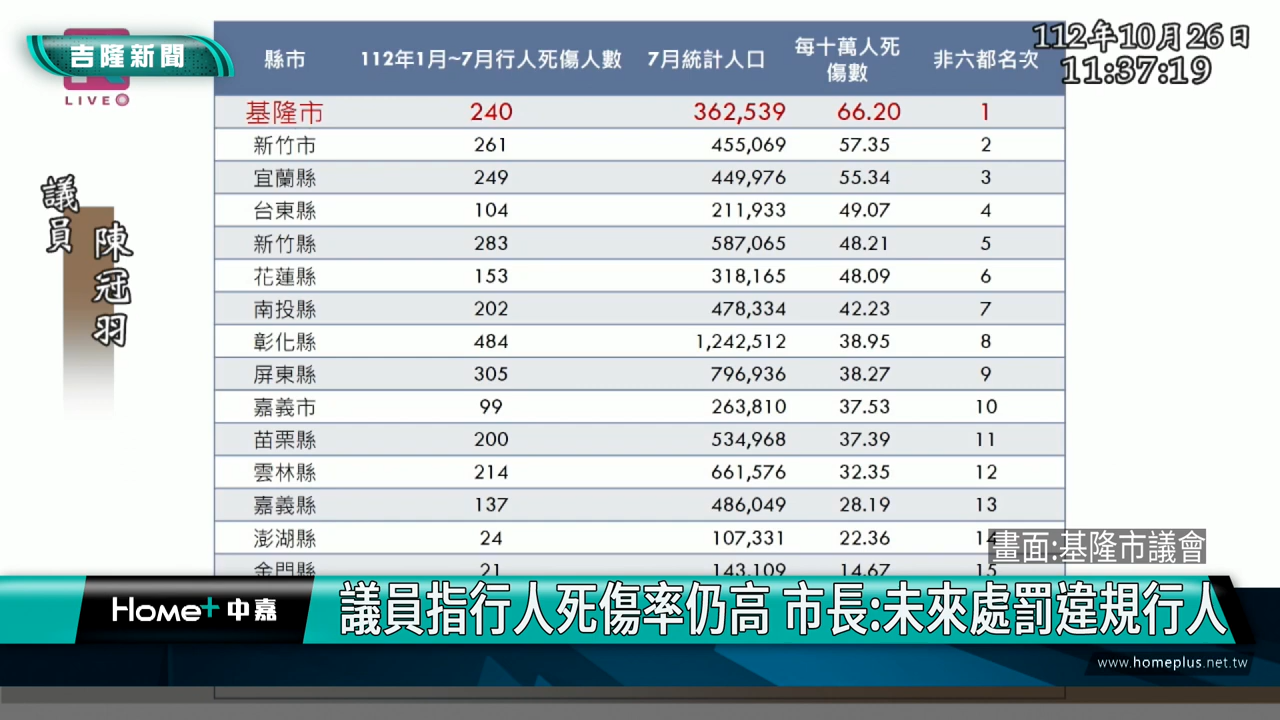 吉隆新聞
LIVE
112年10月26日
11:37:19
議員
陳冠羽
縣市 112年1月~7月行人死傷人數 7月統計人口 每十萬人死傷數 非六都名次
基隆市 240 362,539 66.20 1
新竹市 261 455,069 57.35 2
宜蘭縣 249 449,976 55.34 3
台東縣 104 211,933 49.07 4
新竹縣 283 587,065 48.21 5
花蓮縣 153 318,165 48.09 6
南投縣 202 478,334 42.23 7
彰化縣 484 1,242,512 38.95 8
屏東縣 305 796,936 38.27 9
嘉義市 99 263,810 37.53 10
苗栗縣 200 534,968 37.39 11
雲林縣 214 661,576 32.35 12
嘉義縣 137 486,049 28.19 13
澎湖縣 24 107,331 22.36 14
金門縣 21 143,109 14.67 15
畫面:基隆市議會
Home+中嘉
議員指行人死傷率仍高 市長:未來處罰違規行人
www.homeplus.net.tw